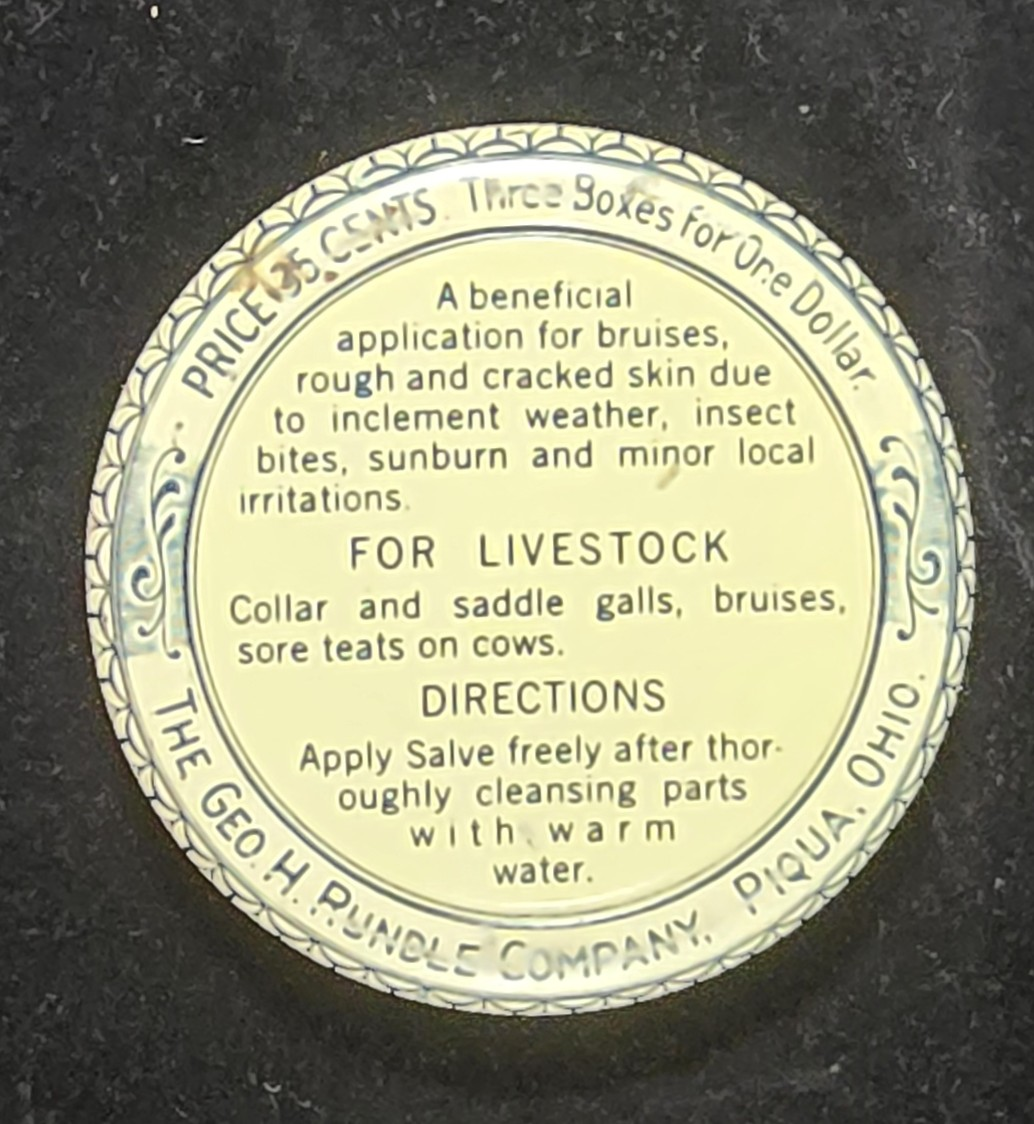 PRICE 35 CENTS. Three Boxes for One Dollar.
A beneficial
application for bruises,
rough and cracked skin due
to inclement weather, insect
bites, sunburn and minor local
irritations.
FOR LIVESTOCK
Collar and saddle galls, bruises,
sore teats on cows.
DIRECTIONS
Apply Salve freely after thor-
oughly cleansing parts
with warm
water.
THE GEO. H. RUNDLE COMPANY, PIQUA, OHIO.